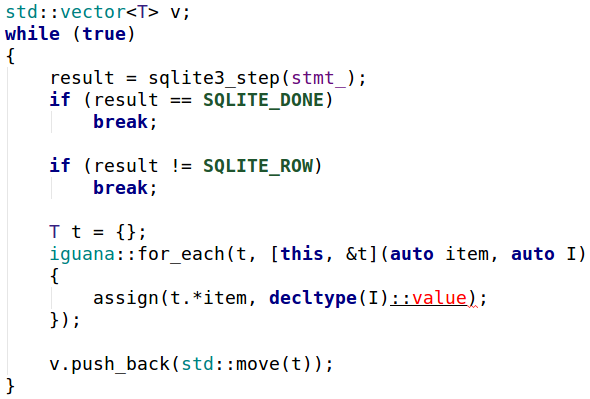 std::vector<T> v;
while (true)
{
    result = sqlite3_step(stmt_);
    if (result == SQLITE_DONE)
        break;

    if (result != SQLITE_ROW)
        break;

    T t = {};
    iguana::for_each(t, [this, &t](auto item, auto I)
    {
        assign(t.*item, decltype(I)::value);
    });

    v.push_back(std::move(t));
}